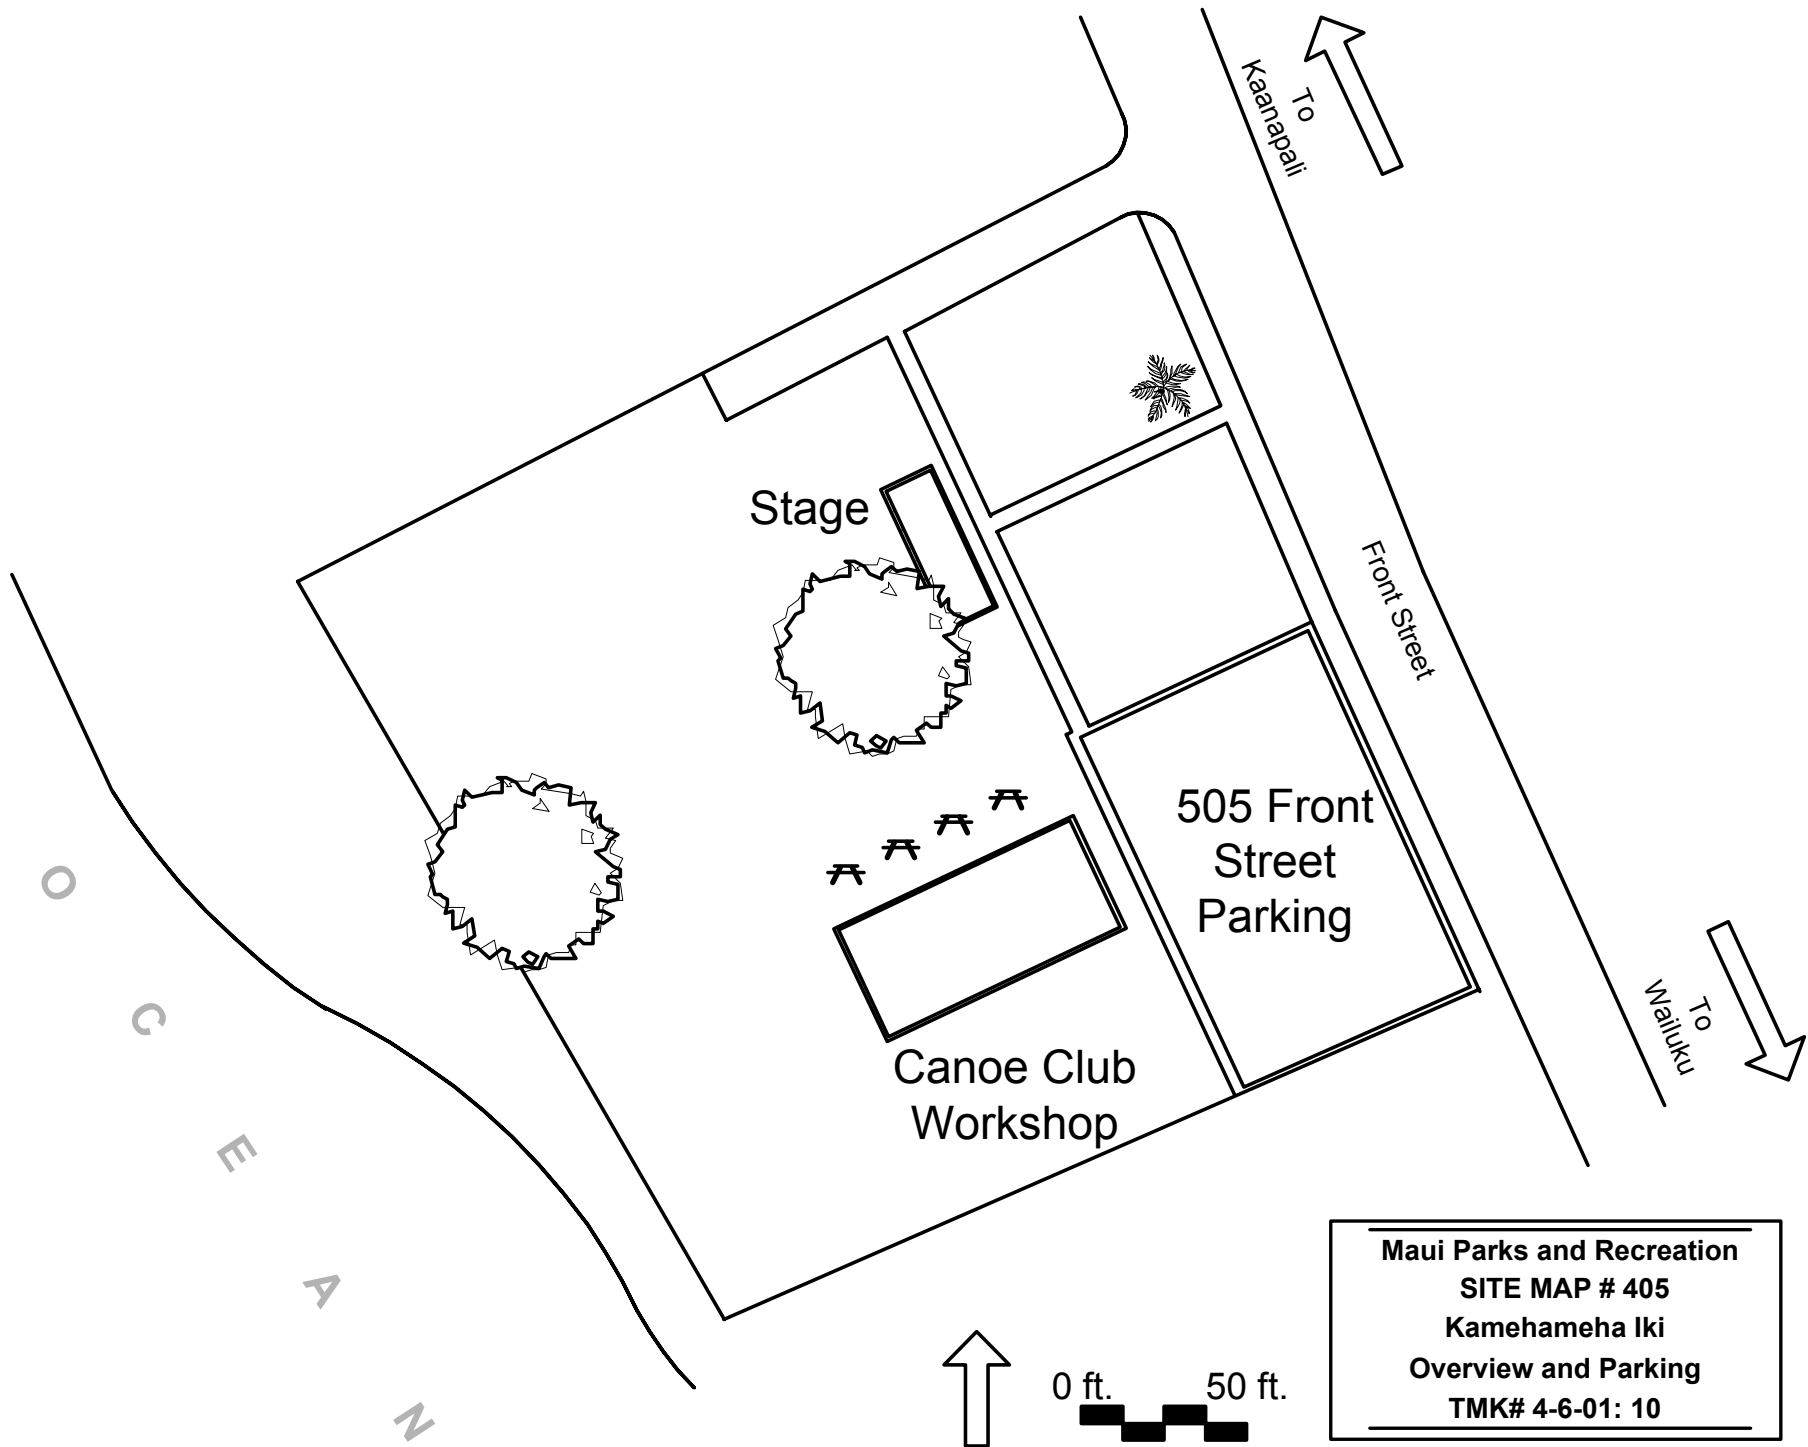 To
Kaanapali
Stage
Front Street
505 Front
Street
Parking
Canoe Club
Workshop
To
Wailuku
O C E A N
0 ft.
50 ft.
Maui Parks and Recreation
SITE MAP # 405
Kamehameha Iki
Overview and Parking
TMK# 4-6-01: 10